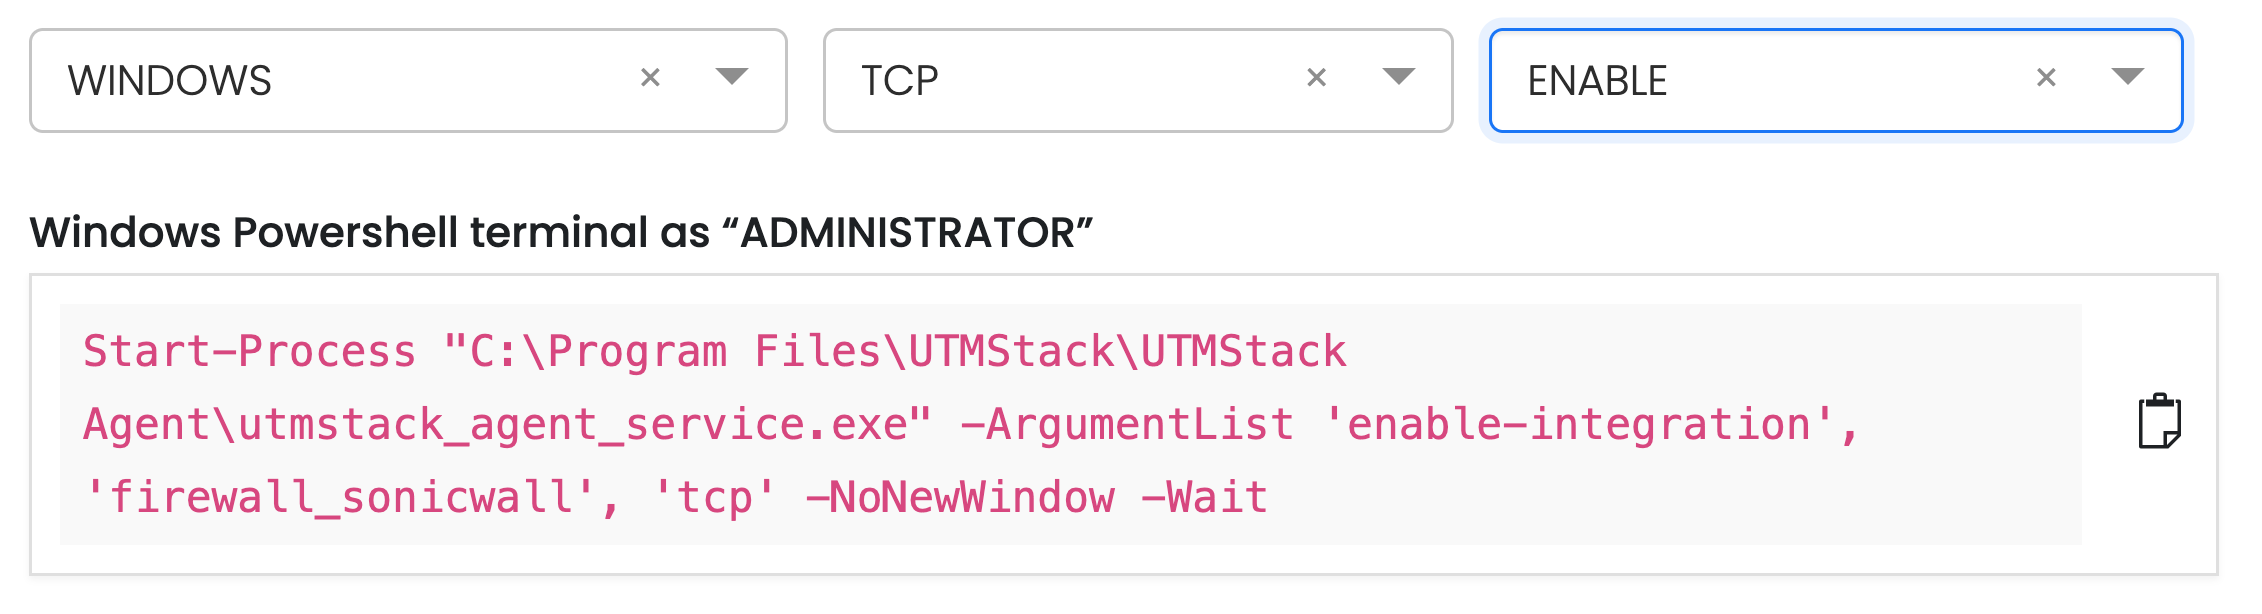 WINDOWS × TCP × ENABLE ×
Windows Powershell terminal as “ADMINISTRATOR”
Start-Process "C:\Program Files\UTMStack\UTMStack
Agent\utmstack_agent_service.exe" -ArgumentList 'enable-integration',
'firewall_sonicwall', 'tcp' -NoNewWindow -Wait